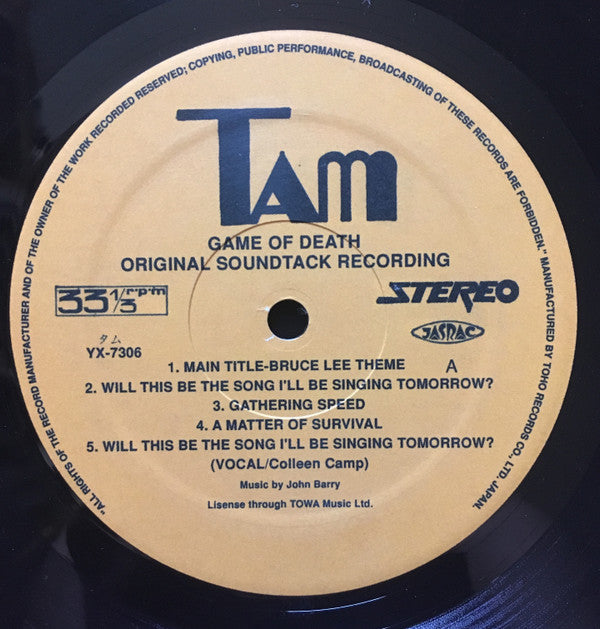 "ALL RIGHTS OF THE RECORD MANUFACTURER AND OF THE OWNER OF THE WORK RECORDED RESERVED; COPYING, PUBLIC PERFORMANCE, BROADCASTING OF THESE RECORDS ARE FORBIDDEN." MANUFACTURED BY TOHO RECORDS CO., LTD. JAPAN.
TAM
GAME OF DEATH
ORIGINAL SOUNDTACK RECORDING
33 1/3 r·p·m
STEREO
タム
JASRAC
YX-7306
1. MAIN TITLE-BRUCE LEE THEME A
2. WILL THIS BE THE SONG I'LL BE SINGING TOMORROW?
3. GATHERING SPEED
4. A MATTER OF SURVIVAL
5. WILL THIS BE THE SONG I'LL BE SINGING TOMORROW?
(VOCAL/Colleen Camp)
Music by John Barry
Lisense through TOWA Music Ltd.